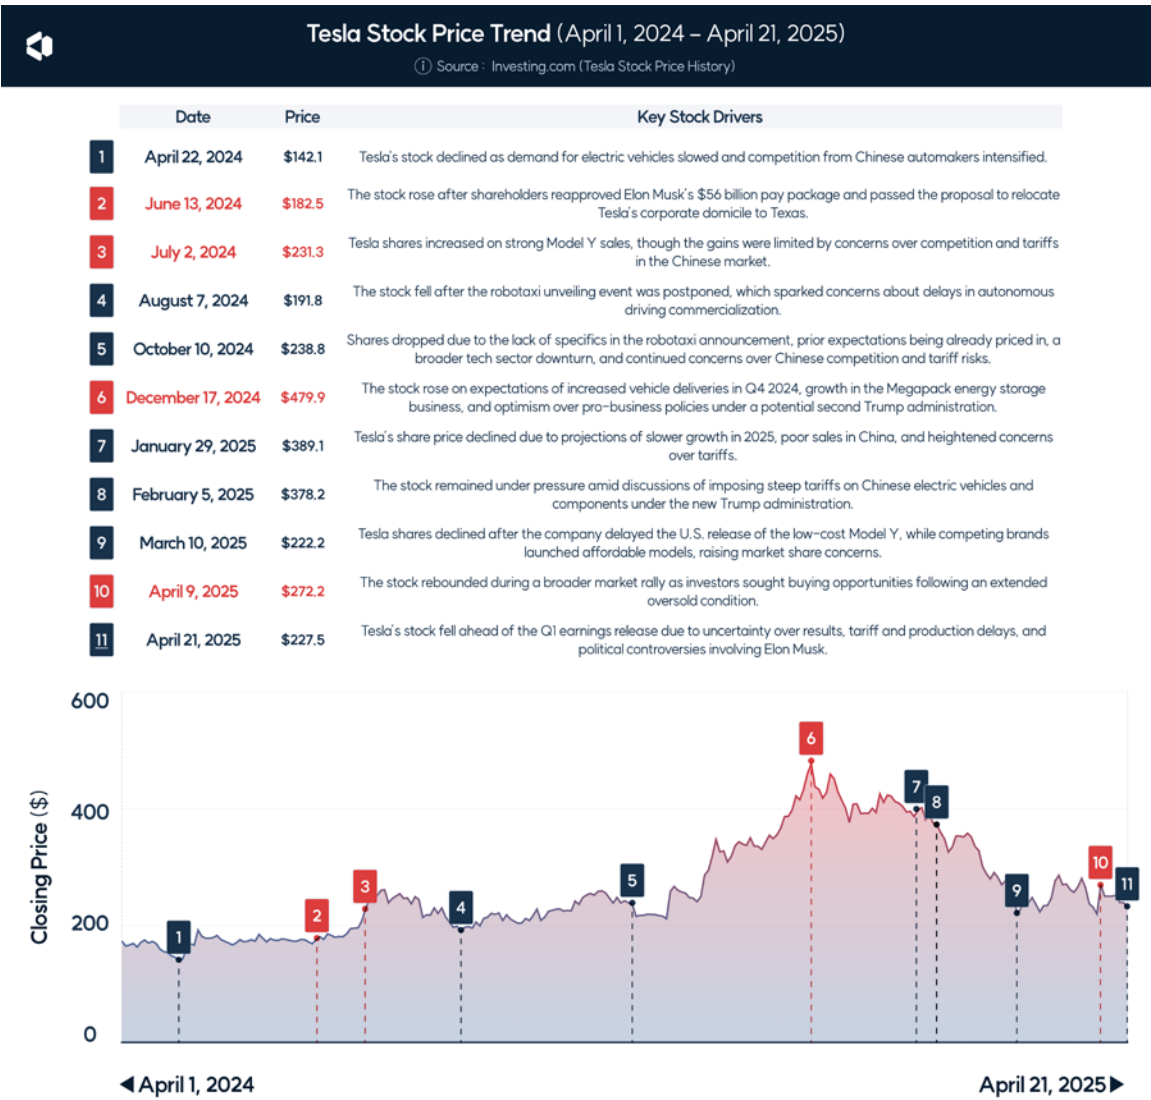 Tesla Stock Price Trend (April 1, 2024 – April 21, 2025)
ⓘ Source : Investing.com (Tesla Stock Price History)
Date Price Key Stock Drivers
1 April 22, 2024 $142.1 Tesla's stock declined as demand for electric vehicles slowed and competition from Chinese automakers intensified.
2 June 13, 2024 $182.5 The stock rose after shareholders reapproved Elon Musk's $56 billion pay package and passed the proposal to relocate
Tesla's corporate domicile to Texas.
3 July 2, 2024 $231.3 Tesla shares increased on strong Model Y sales, though the gains were limited by concerns over competition and tariffs
in the Chinese market.
4 August 7, 2024 $191.8 The stock fell after the robotaxi unveiling event was postponed, which sparked concerns about delays in autonomous
driving commercialization.
5 October 10, 2024 $238.8 Shares dropped due to the lack of specifics in the robotaxi announcement, prior expectations being already priced in, a
broader tech sector downturn, and continued concerns over Chinese competition and tariff risks.
6 December 17, 2024 $479.9 The stock rose on expectations of increased vehicle deliveries in Q4 2024, growth in the Megapack energy storage
business, and optimism over pro-business policies under a potential second Trump administration.
7 January 29, 2025 $389.1 Tesla's share price declined due to projections of slower growth in 2025, poor sales in China, and heightened concerns
over tariffs.
8 February 5, 2025 $378.2 The stock remained under pressure amid discussions of imposing steep tariffs on Chinese electric vehicles and
components under the new Trump administration.
9 March 10, 2025 $222.2 Tesla shares declined after the company delayed the U.S. release of the low-cost Model Y, while competing brands
launched affordable models, raising market share concerns.
10 April 9, 2025 $272.2 The stock rebounded during a broader market rally as investors sought buying opportunities following an extended
oversold condition.
11 April 21, 2025 $227.5 Tesla's stock fell ahead of the Q1 earnings release due to uncertainty over results, tariff and production delays, and
political controversies involving Elon Musk.
Closing Price ($)
600
400
200
0
1
2
3
4
5
6
7
8
9
10
11
◀ April 1, 2024
April 21, 2025 ▶